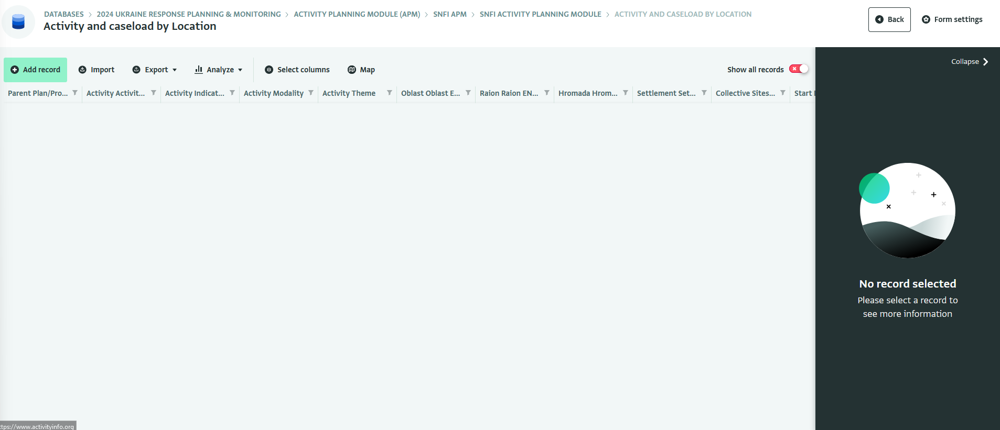 DATABASES > 2024 UKRAINE RESPONSE PLANNING & MONITORING > ACTIVITY PLANNING MODULE (APM) > SNFI APM > SNFI ACTIVITY PLANNING MODULE > ACTIVITY AND CASELOAD BY LOCATION
Activity and caseload by Location
Back
Form settings
Add record
Import
Export
Analyze
Select columns
Map
Show all records
Collapse
Parent Plan/Pro...
Activity Activit...
Activity Indicat...
Activity Modality
Activity Theme
Oblast Oblast E...
Raion Raion EN...
Hromada Hrom...
Settlement Set...
Collective Sites...
Start
No record selected
Please select a record to
see more information
ttps://www.activityinfo.org